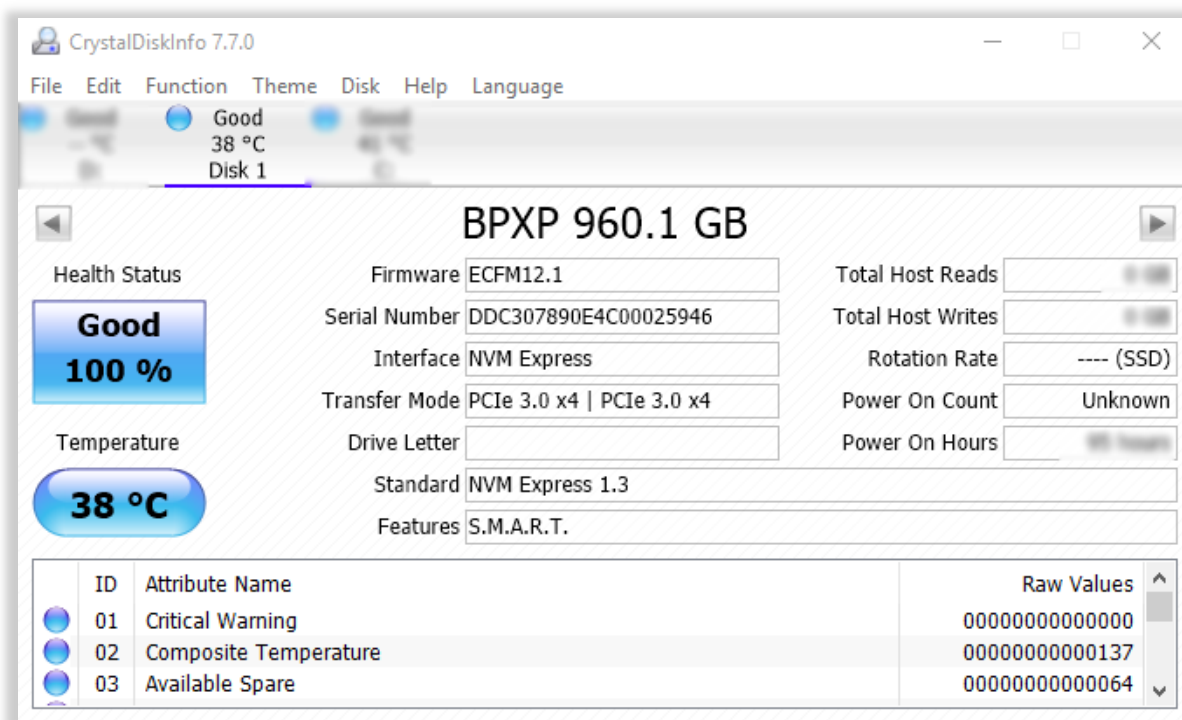 CrystalDiskInfo 7.7.0
File Edit Function Theme Disk Help Language
Good
38 °C
Disk 1
BPXP 960.1 GB
Health Status
Good
100 %
Temperature
38 °C
Firmware ECFM12.1
Serial Number DDC307890E4C00025946
Interface NVM Express
Transfer Mode PCIe 3.0 x4 | PCIe 3.0 x4
Drive Letter
Standard NVM Express 1.3
Features S.M.A.R.T.
Total Host Reads
Total Host Writes
Rotation Rate ---- (SSD)
Power On Count Unknown
Power On Hours
ID Attribute Name Raw Values
01 Critical Warning 00000000000000
02 Composite Temperature 00000000000137
03 Available Spare 00000000000064